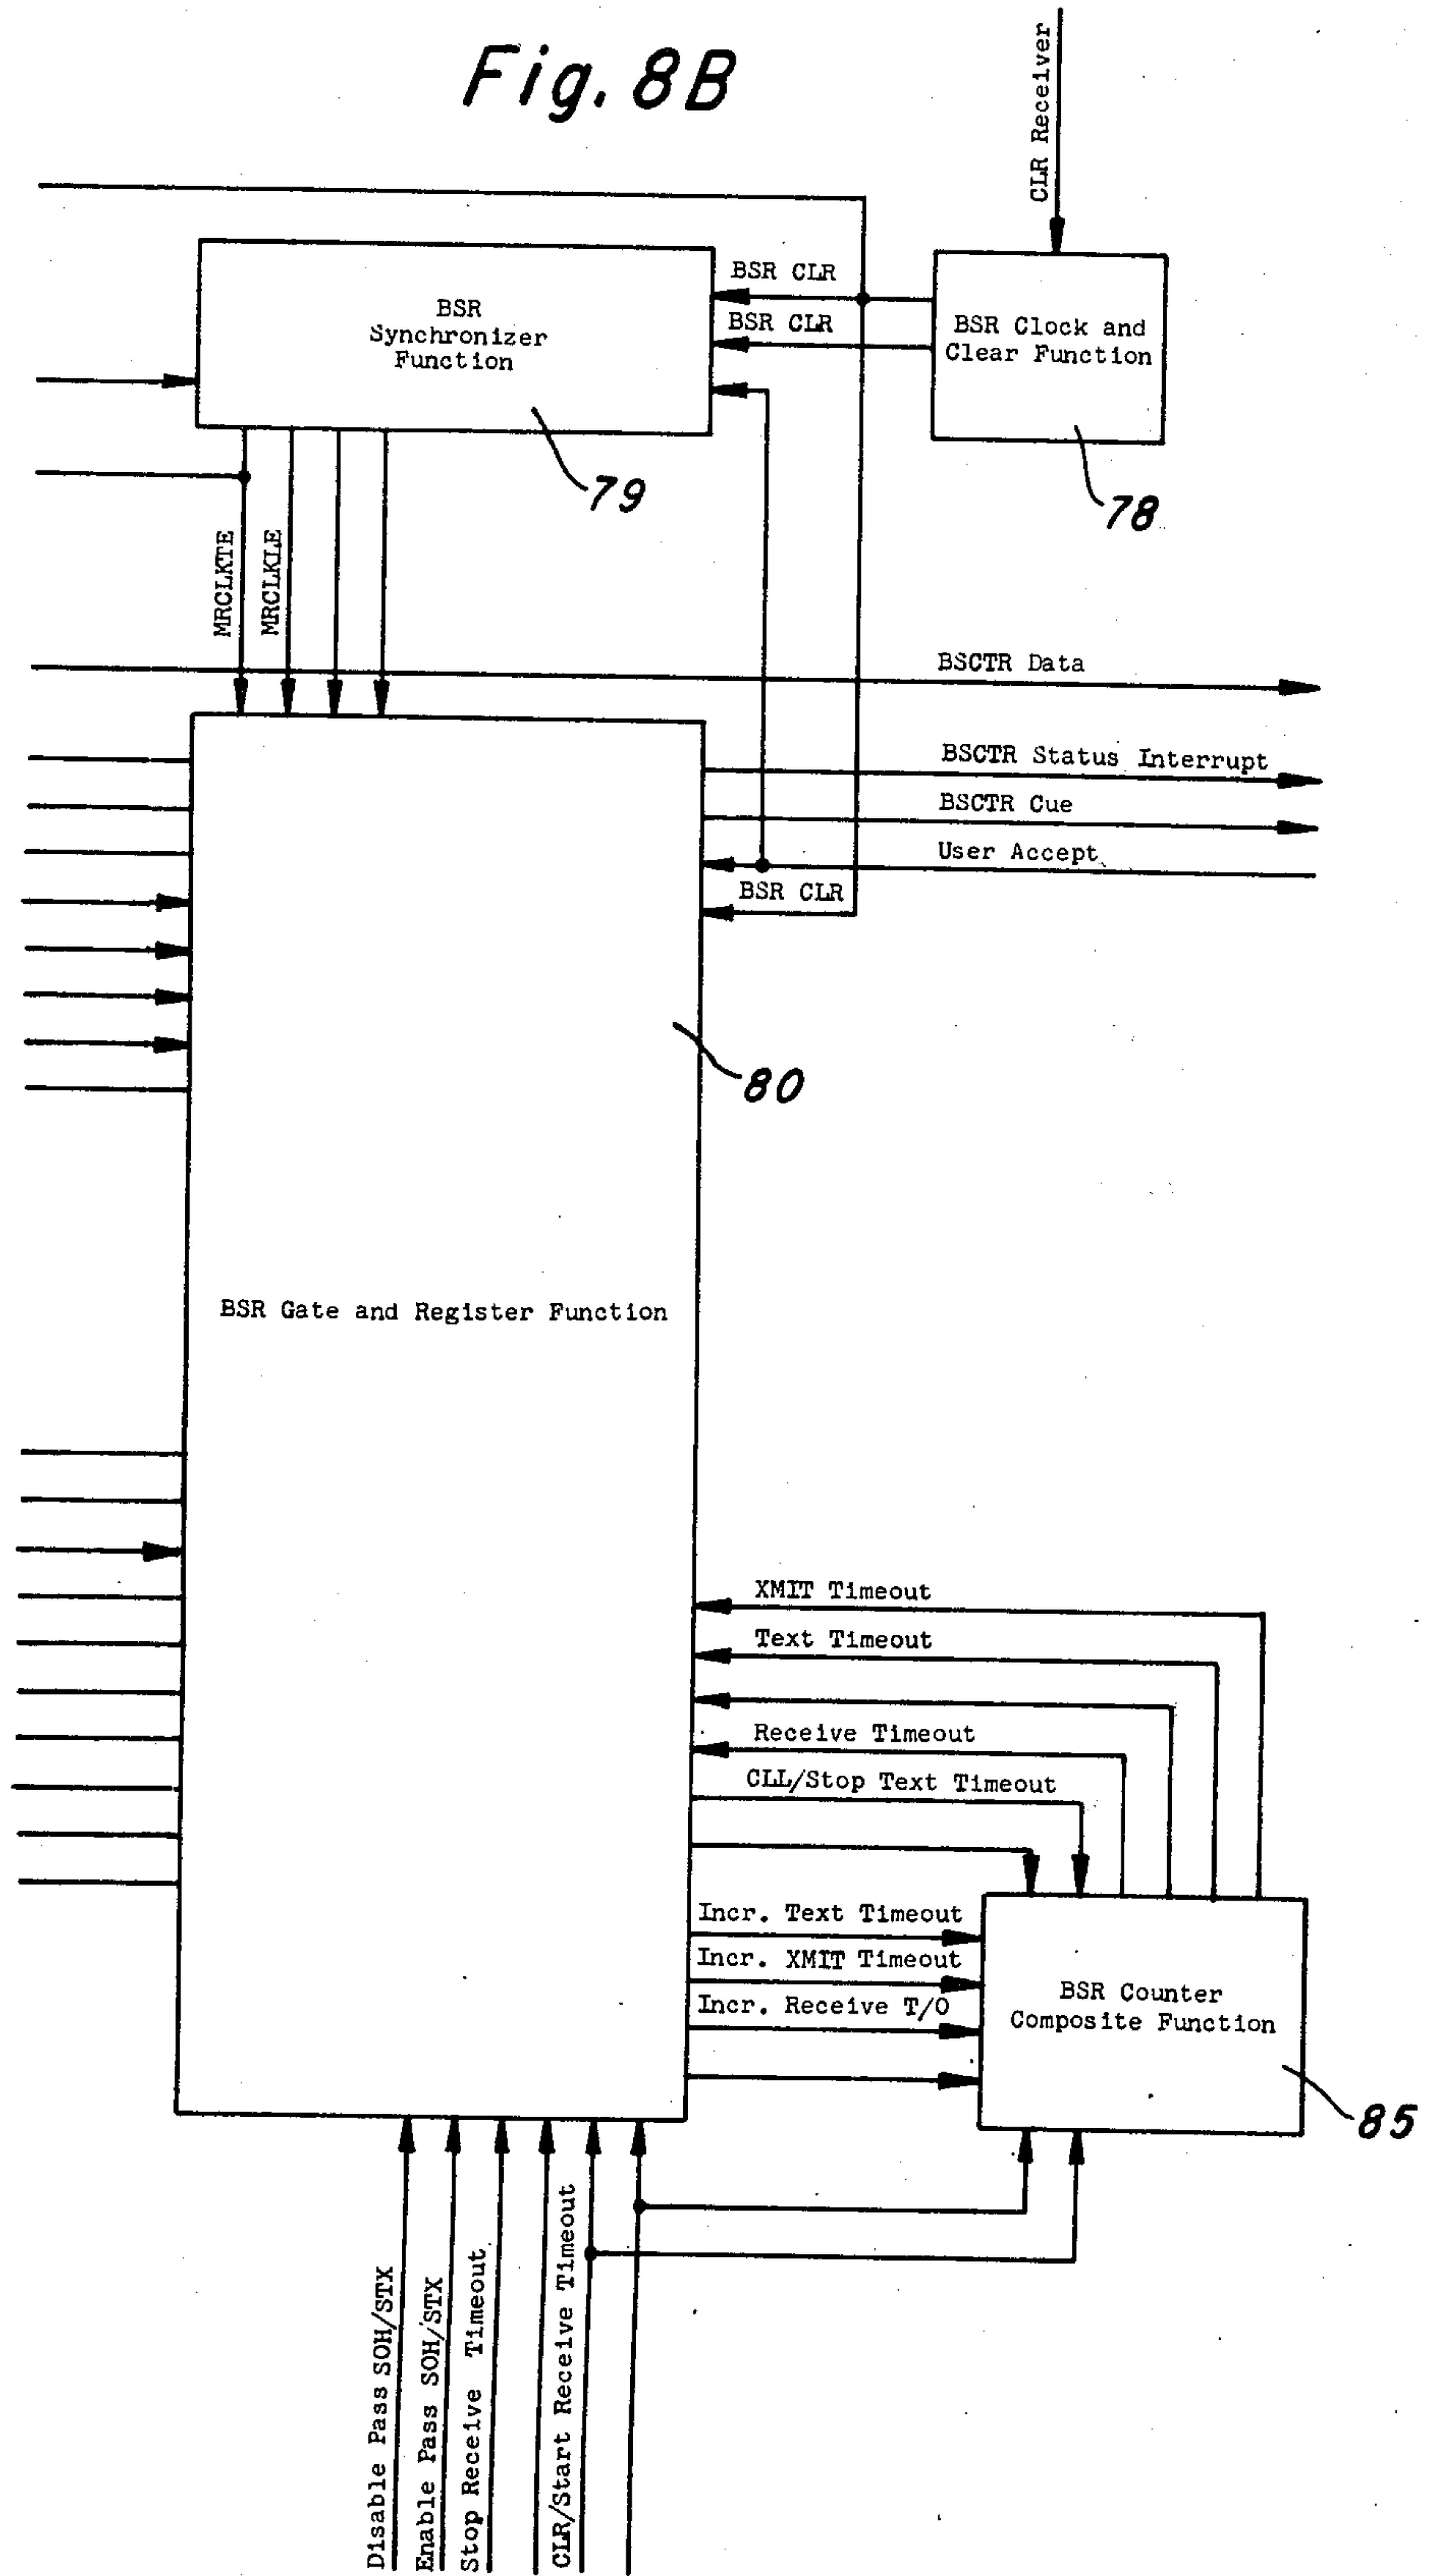 Fig. 8B
CLR Receiver
BSR
Synchronizer
Function
BSR CLR
BSR CLR
BSR Clock and
Clear Function
79
78
MRCLKTE
MRCLKLE
BSCTR Data
BSCTR Status Interrupt
BSCTR Cue
User Accept
BSR CLR
80
BSR Gate and Register Function
XMIT Timeout
Text Timeout
Receive Timeout
CLL/Stop Text Timeout
Incr. Text Timeout
Incr. XMIT Timeout
Incr. Receive T/O
BSR Counter
Composite Function
85
Disable Pass SOH/STX
Enable Pass SOH/STX
Stop Receive Timeout
CLR/Start Receive Timeout